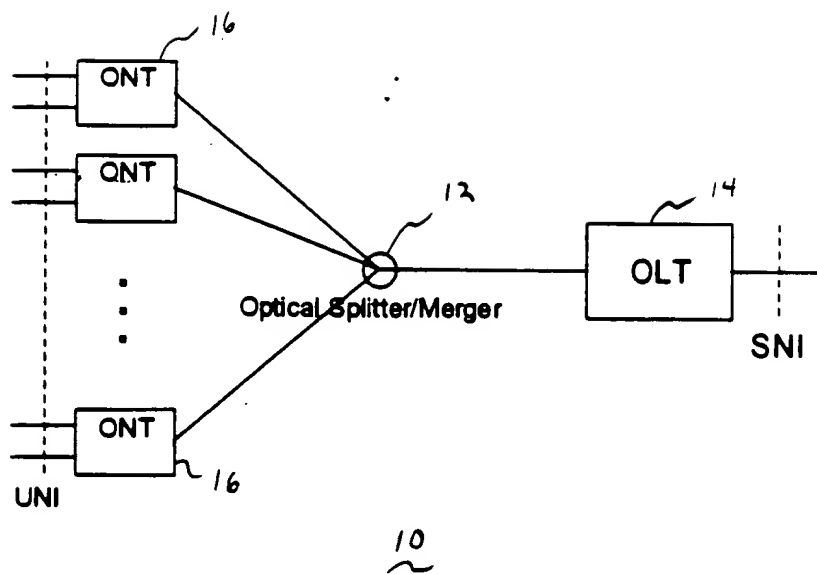 16
ONT
ONT
12
14
OLT
Optical Splitter/Merger
SNI
ONT
16
UNI
10